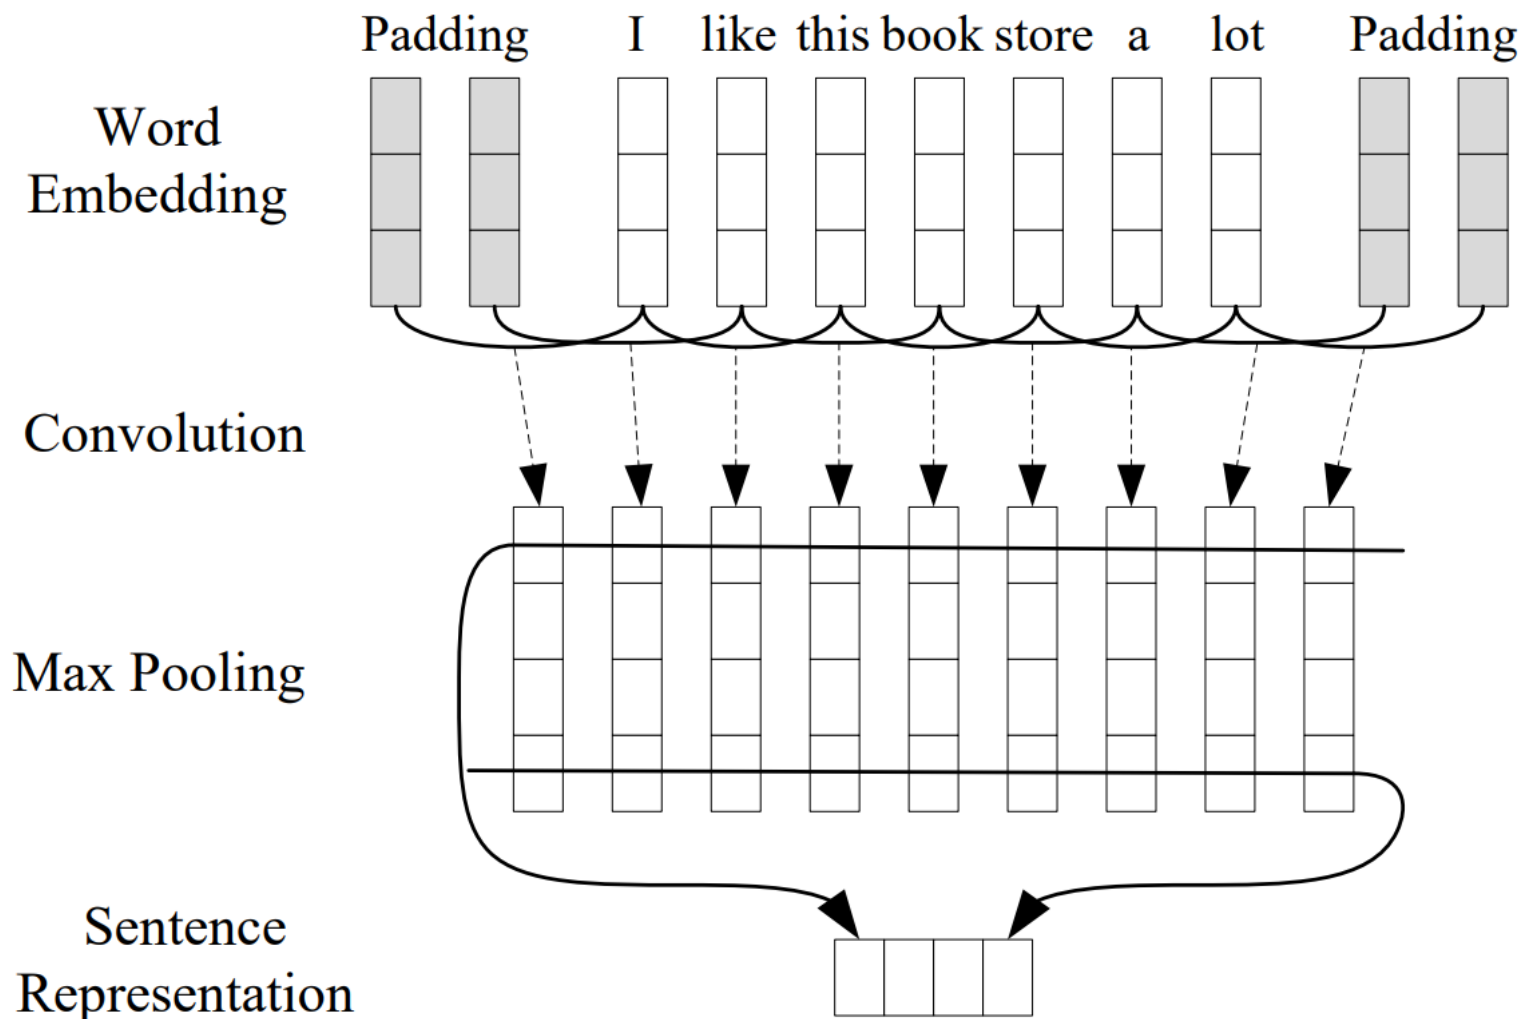 Padding I like this book store a lot Padding
Word
Embedding
Convolution
Max Pooling
Sentence
Representation